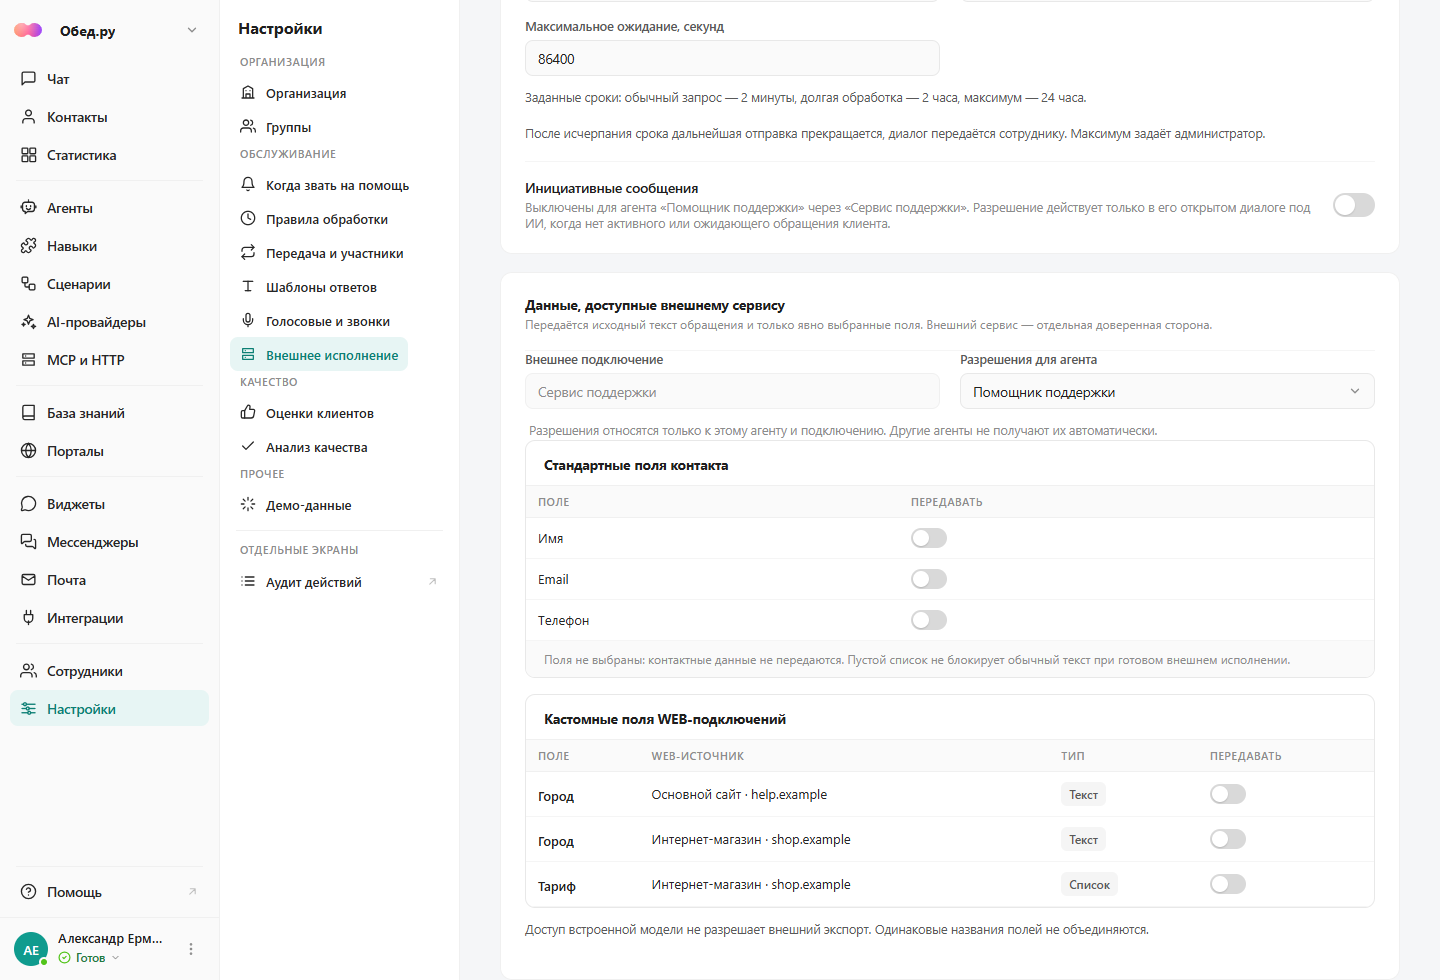 Обед.ру
Чат
Контакты
Статистика
Агенты
Навыки
Сценарии
AI-провайдеры
MCP и HTTP
База знаний
Порталы
Виджеты
Мессенджеры
Почта
Интеграции
Сотрудники
Настройки
Помощь
АЕ
Александр Ерм...
Готов
Настройки
ОРГАНИЗАЦИЯ
Организация
Группы
ОБСЛУЖИВАНИЕ
Когда звать на помощь
Правила обработки
Передача и участники
Шаблоны ответов
Голосовые и звонки
Внешнее исполнение
КАЧЕСТВО
Оценки клиентов
Анализ качества
ПРОЧЕЕ
Демо-данные
ОТДЕЛЬНЫЕ ЭКРАНЫ
Аудит действий
Максимальное ожидание, секунд
86400
Заданные сроки: обычный запрос — 2 минуты, долгая обработка — 2 часа, максимум — 24 часа.
После исчерпания срока дальнейшая отправка прекращается, диалог передаётся сотруднику. Максимум задаёт администратор.
Инициативные сообщения
Выключены для агента «Помощник поддержки» через «Сервис поддержки». Разрешение действует только в его открытом диалоге под
ИИ, когда нет активного или ожидающего обращения клиента.
Данные, доступные внешнему сервису
Передаётся исходный текст обращения и только явно выбранные поля. Внешний сервис — отдельная доверенная сторона.
Внешнее подключение
Разрешения для агента
Сервис поддержки
Помощник поддержки
Разрешения относятся только к этому агенту и подключению. Другие агенты не получают их автоматически.
Стандартные поля контакта
ПОЛЕ ПЕРЕДАВАТЬ
Имя
Email
Телефон
Поля не выбраны: контактные данные не передаются. Пустой список не блокирует обычный текст при готовом внешнем исполнении.
Кастомные поля WEB-подключений
ПОЛЕ WEB-ИСТОЧНИК ТИП ПЕРЕДАВАТЬ
Город Основной сайт · help.example Текст
Город Интернет-магазин · shop.example Текст
Тариф Интернет-магазин · shop.example Список
Доступ встроенной модели не разрешает внешний экспорт. Одинаковые названия полей не объединяются.